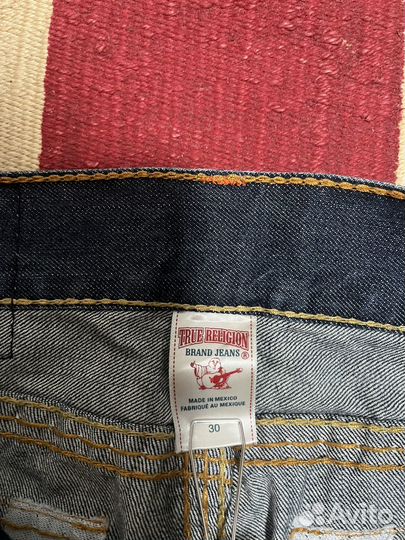 TRUE RELIGION
BRAND JEANS ®
MADE IN MEXICO
FABRIQUÉ AU MEXIQUE
30
Avito